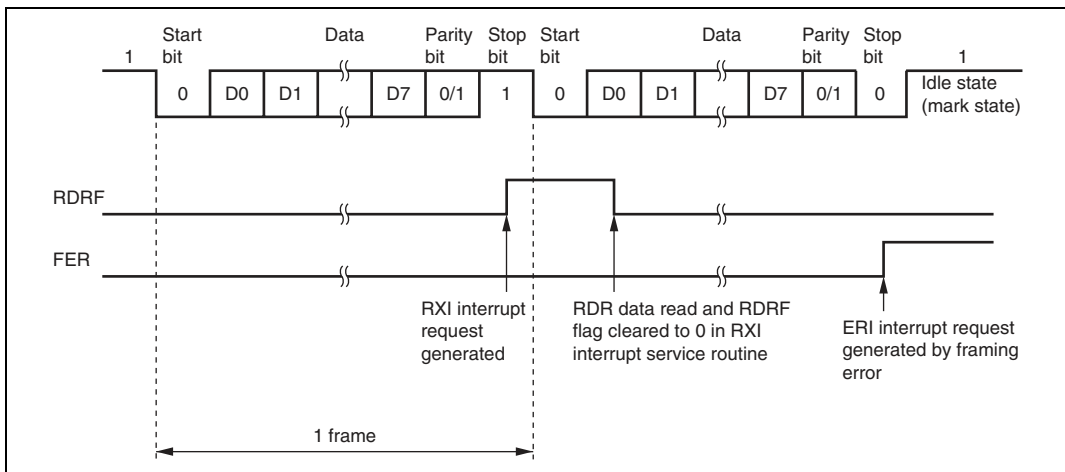 Start bit Data Parity bit Stop bit Start bit Data Parity bit Stop bit
1 1
0 D0 D1 D7 0/1 1 0 D0 D1 D7 0/1 0
Idle state
(mark state)
RDRF
FER
RXI interrupt
request
generated
RDR data read and RDRF
flag cleared to 0 in RXI
interrupt service routine
ERI interrupt request
generated by framing
error
1 frame